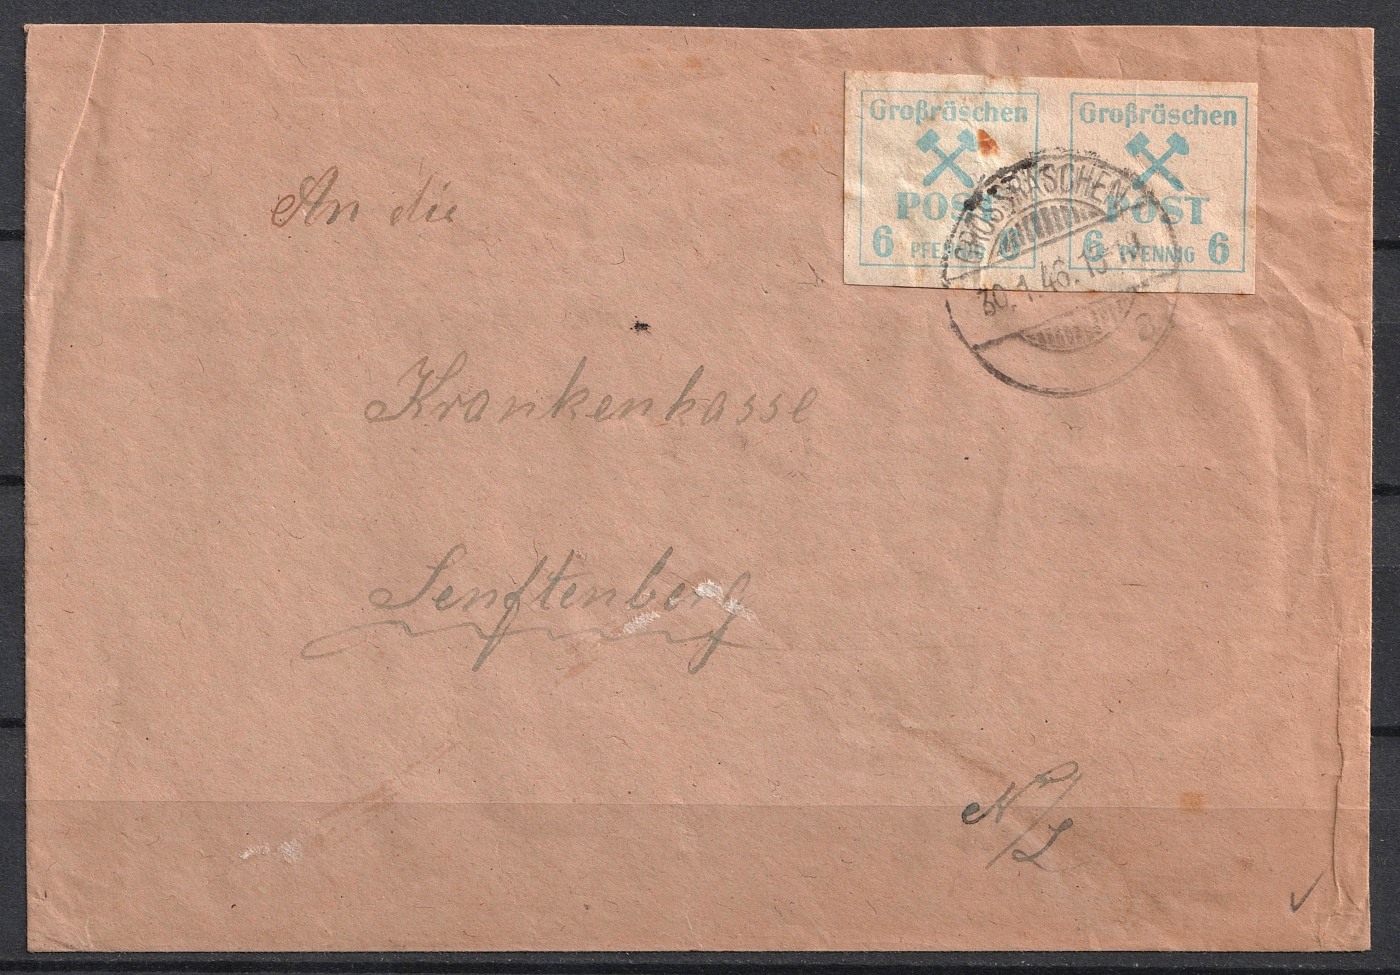 Großräschen
POST
6 PFENNIG 6
Großräschen
POST
6 PFENNIG 6
GROSSRÄSCHEN
30.1.46.
a
An die
Krankenkasse
Senftenberg
N/L